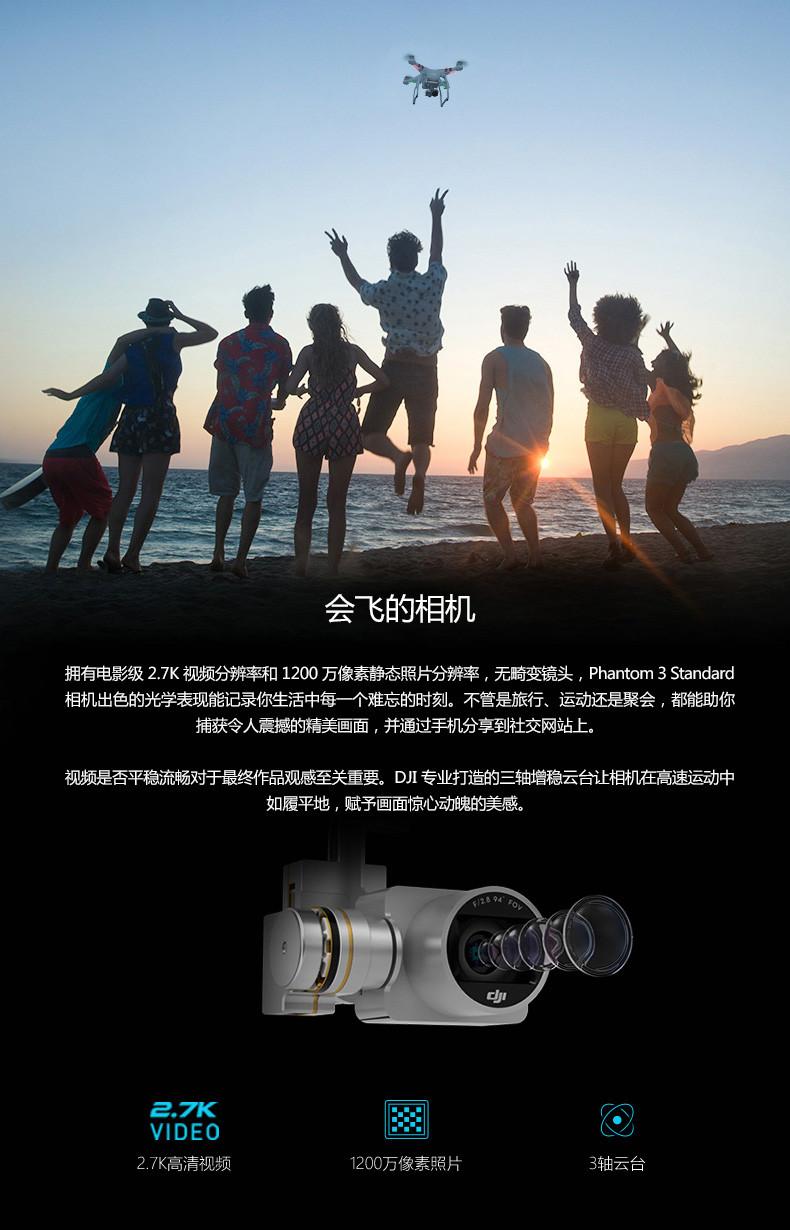 会飞的相机
拥有电影级 2.7K 视频分辨率和 1200 万像素静态照片分辨率，无畸变镜头，Phantom 3 Standard
相机出色的光学表现能记录你生活中每一个难忘的时刻。不管是旅行、运动还是聚会，都能助你
捕获令人震撼的精美画面，并通过手机分享到社交网站上。
视频是否平稳流畅对于最终作品观感至关重要。DJI 专业打造的三轴增稳云台让相机在高速运动中
如履平地，赋予画面惊心动魄的美感。
F/2.8 94° FOV
dji
2.7K
VIDEO
2.7K高清视频
1200万像素照片
3轴云台